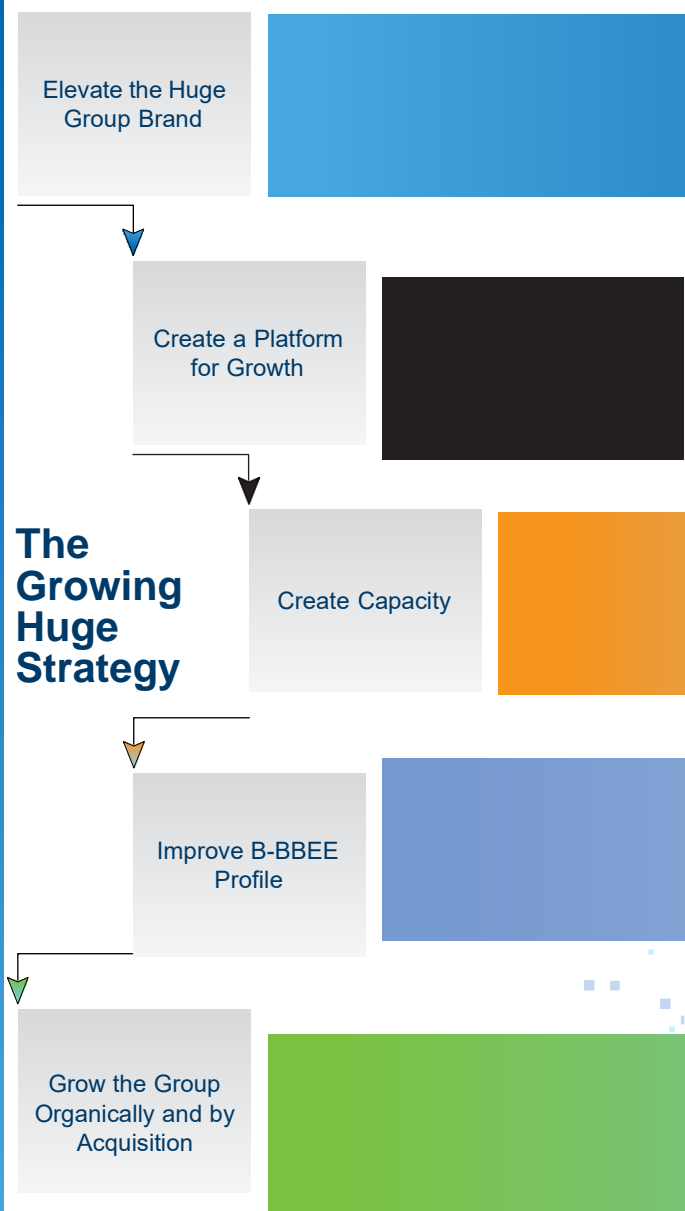 Elevate the Huge
Group Brand
Create a Platform
for Growth
The
Growing
Huge
Strategy
Create Capacity
Improve B-BBEE
Profile
Grow the Group
Organically and by
Acquisition